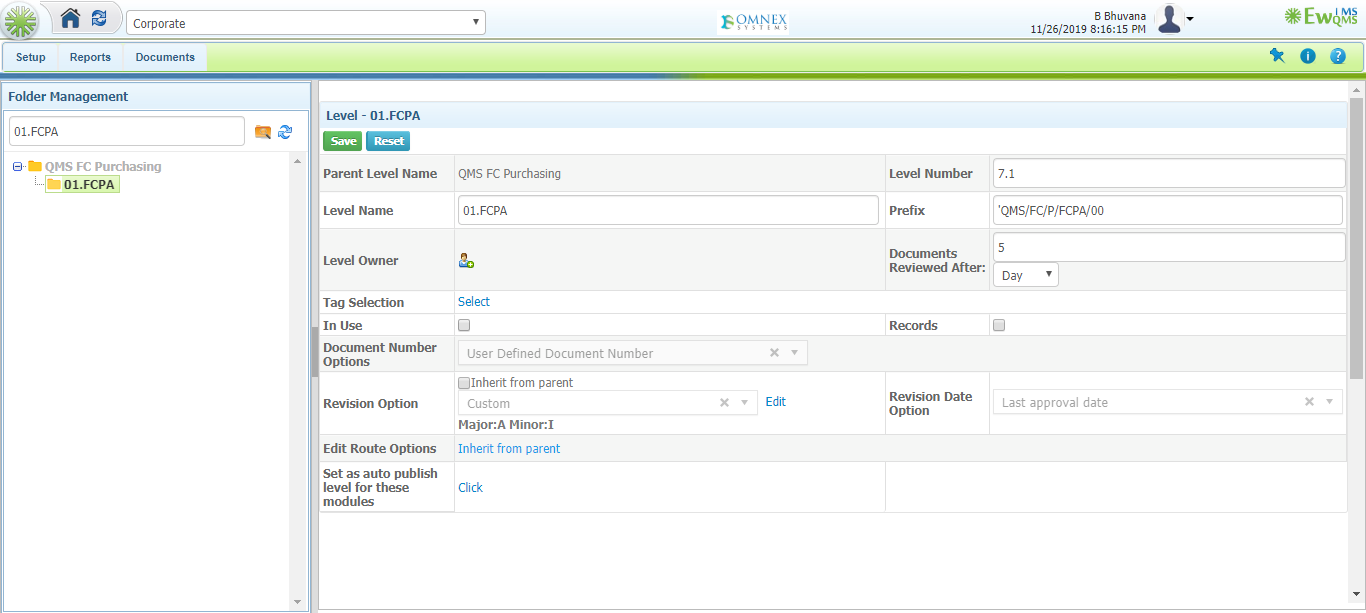 Corporate
OMNEX
SYSTEMS
B Bhuvana
11/26/2019 8:16:15 PM
EwIMS
QMS
Setup Reports Documents
Folder Management
01.FCPA
QMS FC Purchasing
01.FCPA
Level - 01.FCPA
Save Reset
Parent Level Name QMS FC Purchasing Level Number 7.1
Level Name 01.FCPA Prefix 'QMS/FC/P/FCPA/00
Level Owner
Documents
Reviewed After:
5
Day
Tag Selection Select
In Use Records
Document Number
Options
User Defined Document Number
Revision Option
Inherit from parent
Custom Edit
Major:A Minor:I
Revision Date
Option
Last approval date
Edit Route Options Inherit from parent
Set as auto publish
level for these
modules
Click